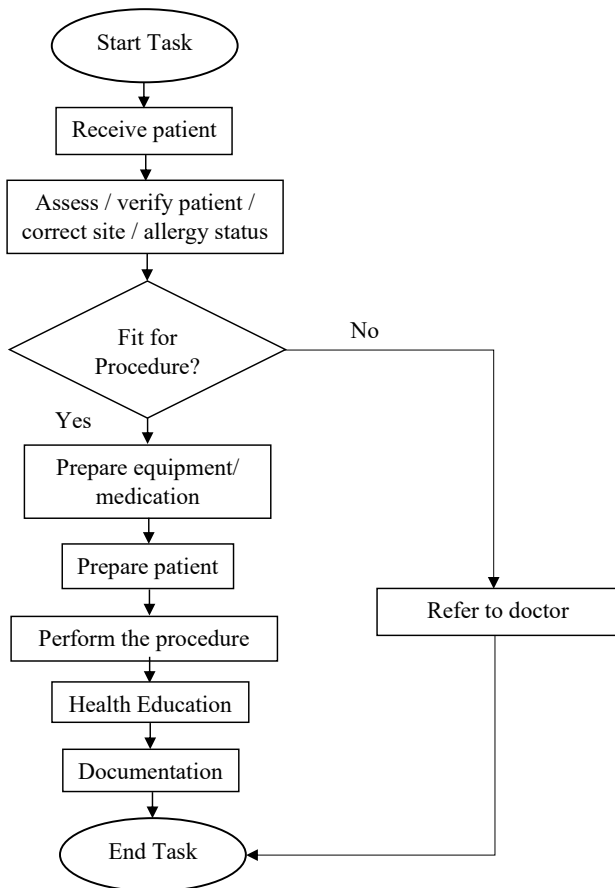 Start Task
Receive patient
Assess / verify patient /
correct site / allergy status
Fit for
Procedure?
No
Yes
Prepare equipment/
medication
Prepare patient
Refer to doctor
Perform the procedure
Health Education
Documentation
End Task